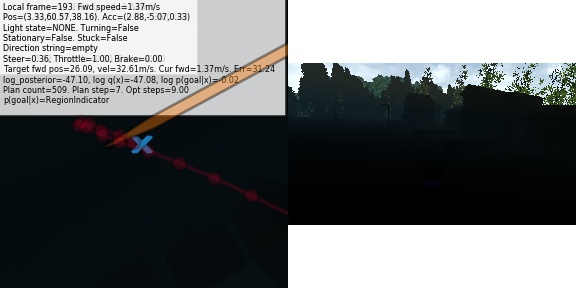 Local frame=193. Fwd speed=1.37m/s
Pos=(3.33,60.57,38.16). Acc=(2.88,-5.07,0.33)
Light state=NONE. Turning=False
Stationary=False. Stuck=False
Direction string=empty
Steer=0.36, Throttle=1.00, Brake=0.00
Target fwd pos=26.09, vel=32.61m/s. Cur fwd=1.37m/s. Err=31.24
log_posterior=-47.10, log q(x)=-47.08, log p(goal|x)=-0.02
Plan count=509. Plan step=7. Opt steps=9.00
p(goal|x)=RegionIndicator